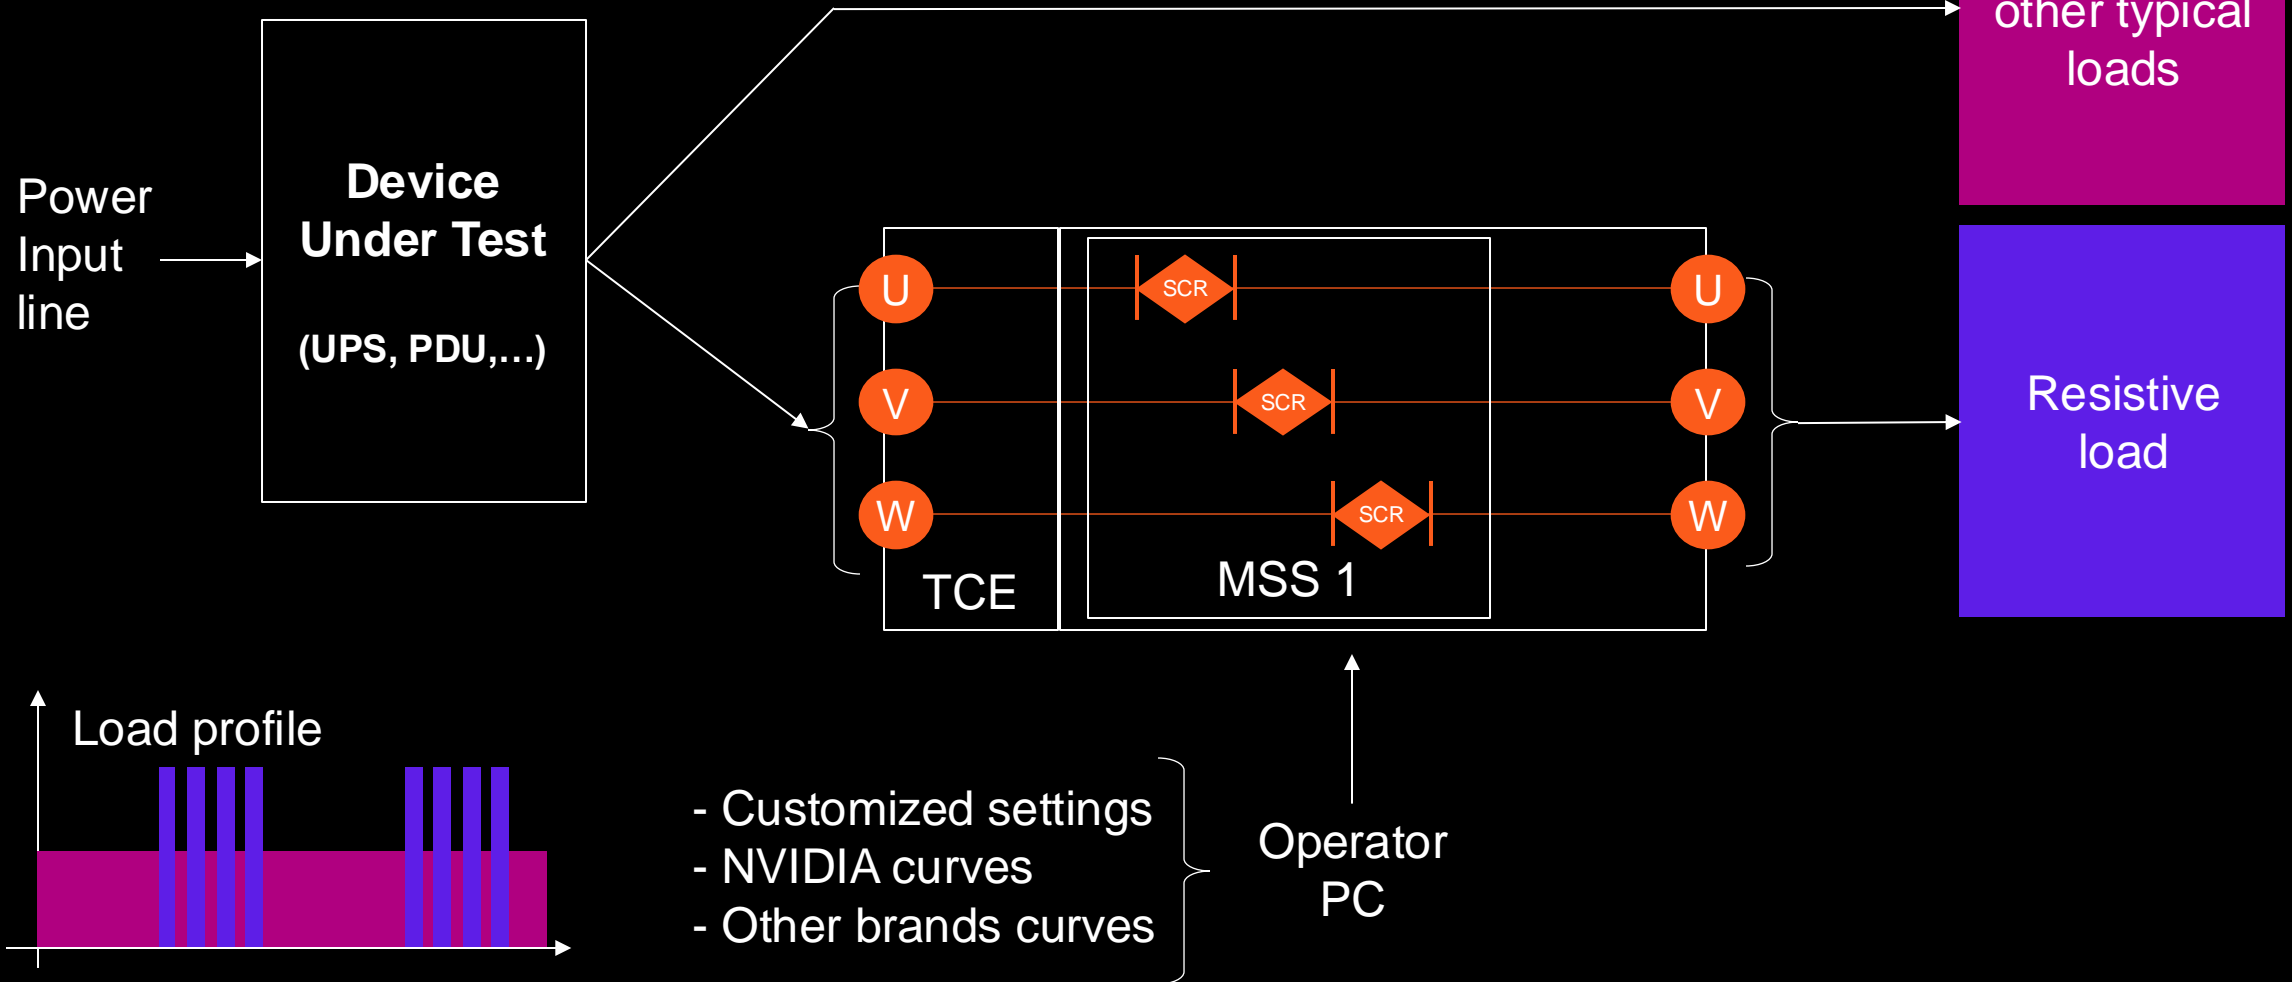 other typical
loads
Power
Input
line
Device
Under Test
(UPS, PDU,...)
U
SCR
U
V
SCR
V
W
SCR
W
TCE
MSS 1
Resistive
load
Load profile
- Customized settings
- NVIDIA curves
- Other brands curves
Operator
PC